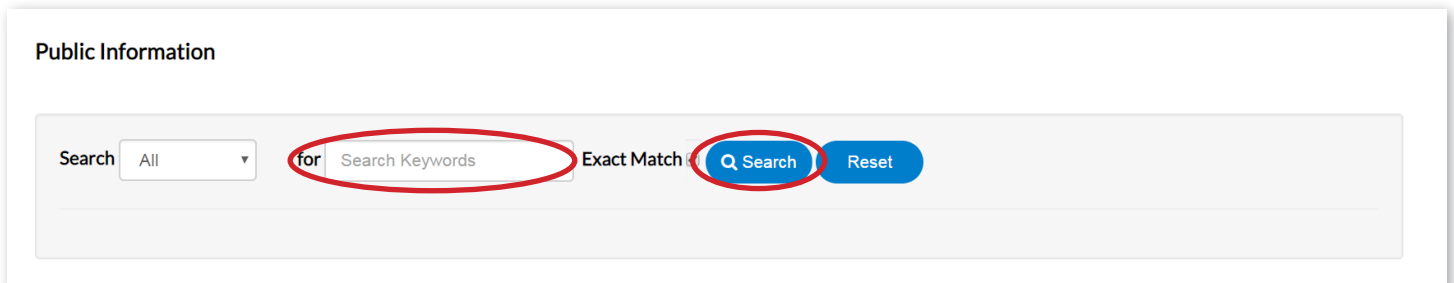 Public Information
Search All for Search Keywords Exact Match Search Reset